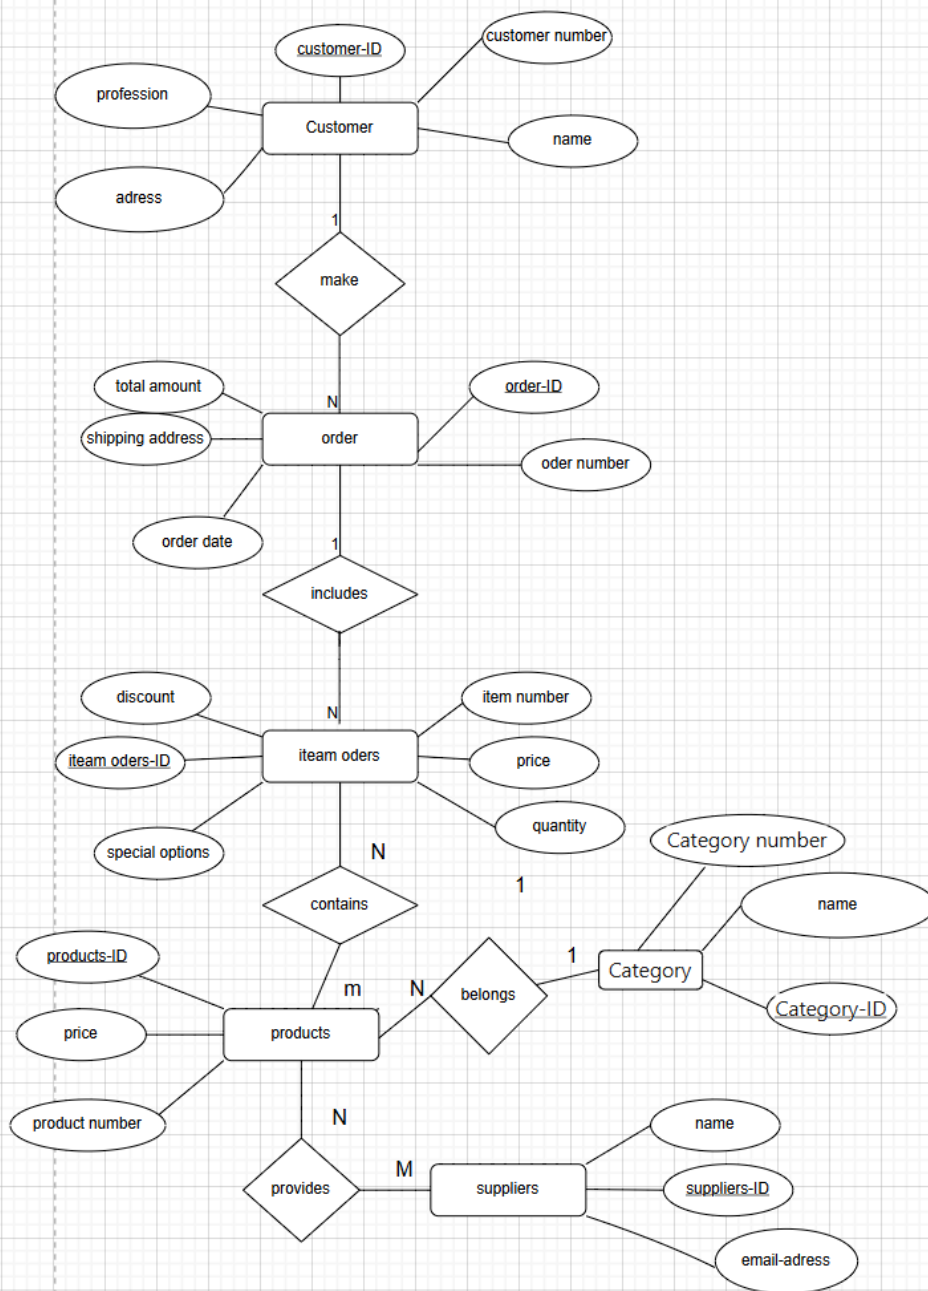 customer-ID
customer number
profession
Customer
name
adress
1
make
N
total amount
order-ID
shipping address
order
oder number
order date
1
includes
N
discount
item number
iteam oders-ID
iteam oders
price
special options
quantity
N
Category number
1
contains
name
products-ID
1
Category
m
N
belongs
Category-ID
price
products
product number
N
name
M
provides
suppliers
suppliers-ID
email-adress